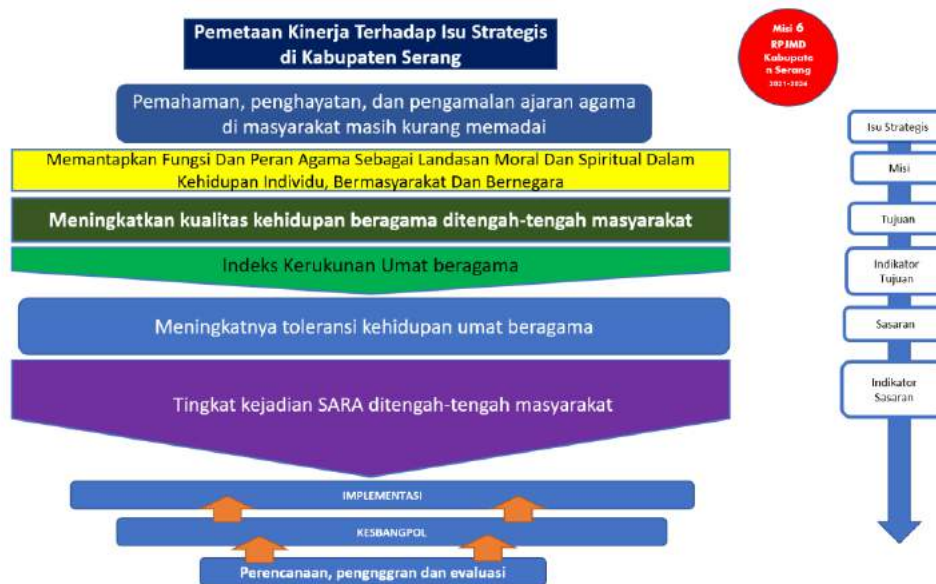 Pemetaan Kinerja Terhadap Isu Strategis
di Kabupaten Serang
Misi 6
RPJMD
Kabupate
n Serang
2021-2026
Pemahaman, penghayatan, dan pengamalan ajaran agama
di masyarakat masih kurang memadai
Isu Strategis
Memantapkan Fungsi Dan Peran Agama Sebagai Landasan Moral Dan Spiritual Dalam
Kehidupan Individu, Bermasyarakat Dan Bernegara
Misi
Meningkatkan kualitas kehidupan beragama ditengah-tengah masyarakat
Tujuan
Indeks Kerukunan Umat beragama
Indikator
Tujuan
Meningkatnya toleransi kehidupan umat beragama
Sasaran
Tingkat kejadian SARA ditengah-tengah masyarakat
Indikator
Sasaran
IMPLEMENTASI
KESBANGPOL
Perencanaan, pengnggran dan evaluasi